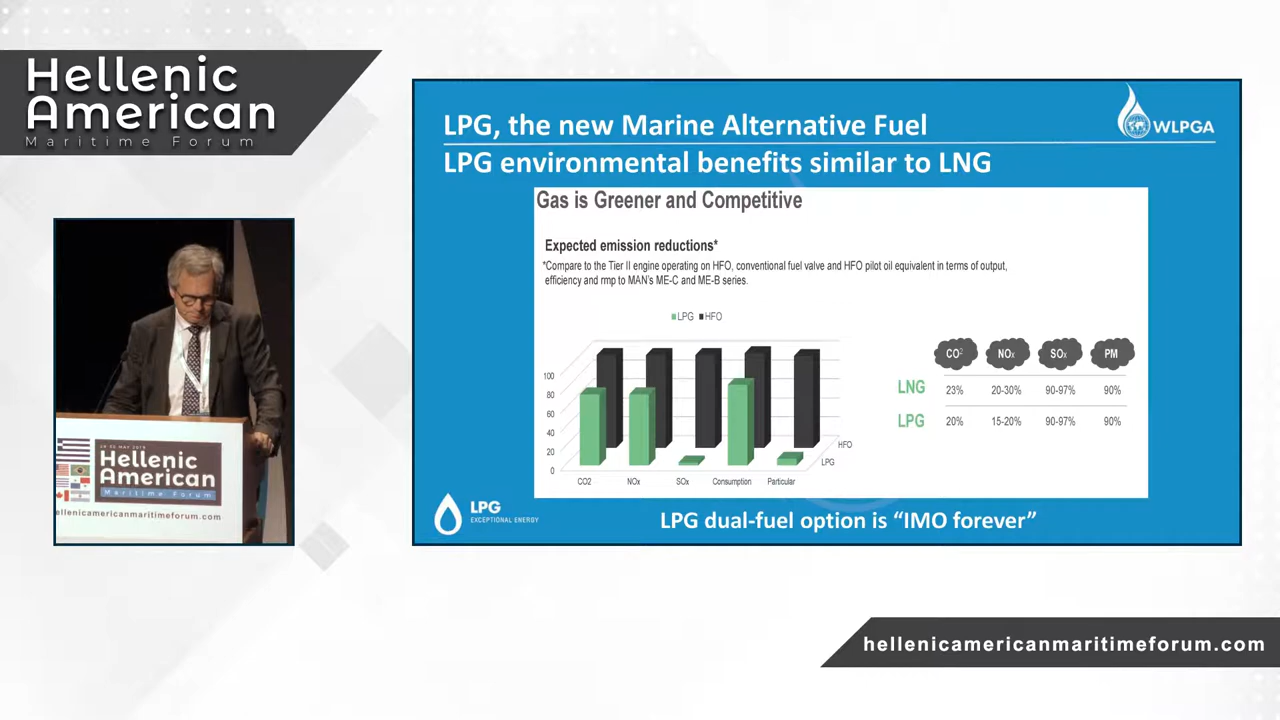 Hellenic
American
Maritime Forum
LPG, the new Marine Alternative Fuel
WLPGA
LPG environmental benefits similar to LNG
Gas is Greener and Competitive
Expected emission reductions*
*Compare to the Tier II engine operating on HFO, conventional fuel valve and HFO pilot oil equivalent in terms of output,
efficiency and rmp to MAN's ME-C and ME-B series.
LPG HFO
100
80
60
40
20
0
HFO
LPG
CO2 NOx SOx Consumption Particular
CO² NOx SOx PM
LNG 23% 20-30% 90-97% 90%
LPG 20% 15-20% 90-97% 90%
LPG
EXCEPTIONAL ENERGY
LPG dual-fuel option is “IMO forever”
Hellenic
American
Maritime Forum
ellenicamericanmaritimeforum.com
hellenicamericanmaritimeforum.com